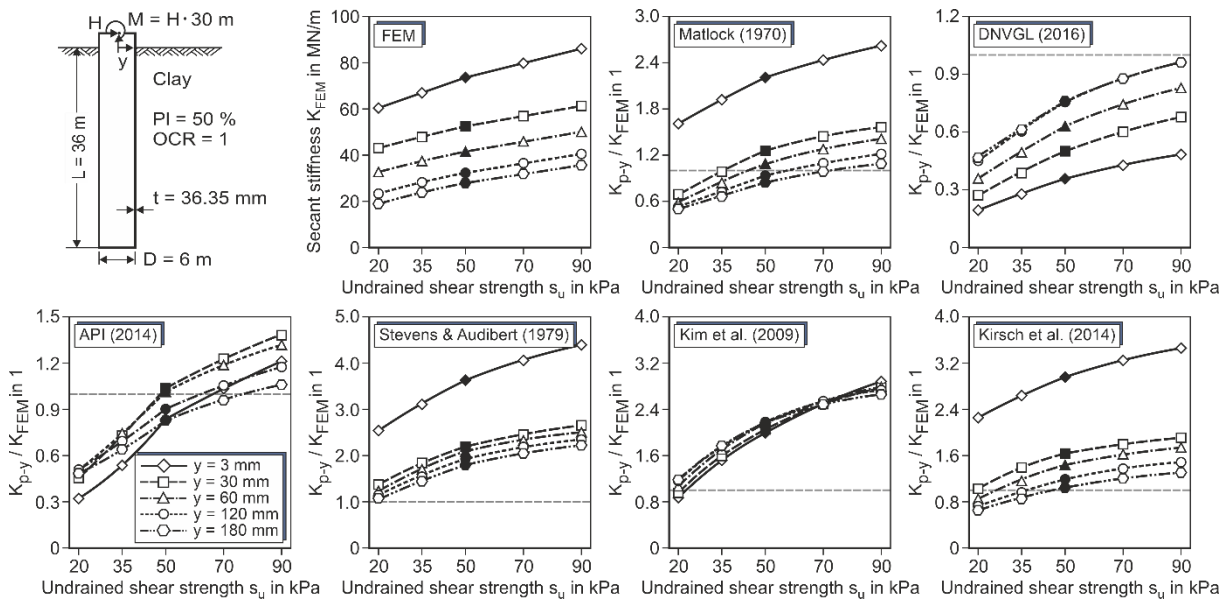 H M = H· 30 m
y
Clay
PI = 50 %
OCR = 1
L = 36 m
t = 36.35 mm
D = 6 m
FEM
Secant stiffness K_FEM in MN/m
100
80
60
40
20
0
20 35 50 70 90
Undrained shear strength s_u in kPa
Matlock (1970)
K_p-y / K_FEM in 1
3.0
2.4
1.8
1.2
0.6
0
20 35 50 70 90
Undrained shear strength s_u in kPa
DNVGL (2016)
K_p-y / K_FEM in 1
1.2
0.9
0.6
0.3
0
20 35 50 70 90
Undrained shear strength s_u in kPa
API (2014)
K_p-y / K_FEM in 1
1.5
1.2
0.9
0.6
0.3
0
y = 3 mm
y = 30 mm
y = 60 mm
y = 120 mm
y = 180 mm
20 35 50 70 90
Undrained shear strength s_u in kPa
Stevens & Audibert (1979)
K_p-y / K_FEM in 1
5.0
4.0
3.0
2.0
1.0
0
20 35 50 70 90
Undrained shear strength s_u in kPa
Kim et al. (2009)
K_p-y / K_FEM in 1
4.0
3.2
2.4
1.6
0.8
0
20 35 50 70 90
Undrained shear strength s_u in kPa
Kirsch et al. (2014)
K_p-y / K_FEM in 1
4.0
3.2
2.4
1.6
0.8
0
20 35 50 70 90
Undrained shear strength s_u in kPa